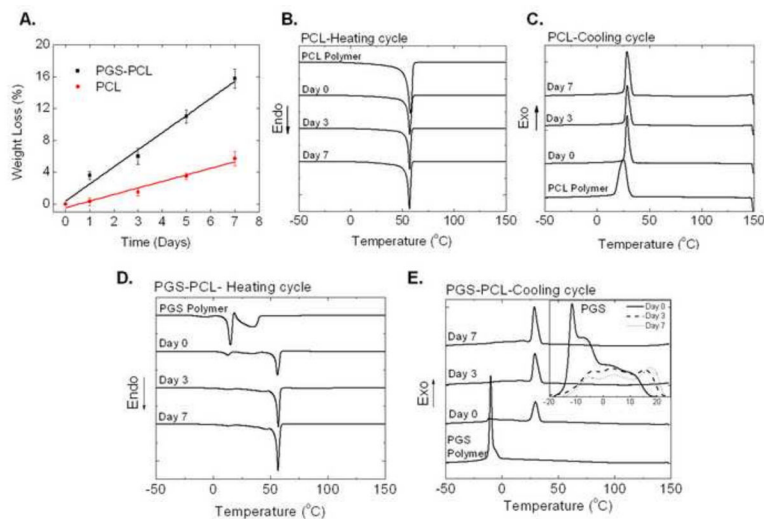 A.
20
16
12
8
4
0
Weight Loss (%)
PGS-PCL
PCL
0 1 2 3 4 5 6 7 8
Time (Days)
B.
PCL-Heating cycle
PCL Polymer
Day 0
Day 3
Day 7
Endo
-50 0 50 100 150
Temperature (°C)
C.
PCL-Cooling cycle
Day 7
Day 3
Day 0
PCL Polymer
Exo
-50 0 50 100 150
Temperature (°C)
D.
PGS-PCL- Heating cycle
PGS Polymer
Day 0
Day 3
Day 7
Endo
-50 0 50 100 150
Temperature (°C)
E.
PGS-PCL-Cooling cycle
Day 7
Day 3
Day 0
PGS
Polymer
Exo
PGS
Day 0
Day 3
Day 7
-20 -10 0 10 20
-50 0 50 100 150
Temperature (°C)